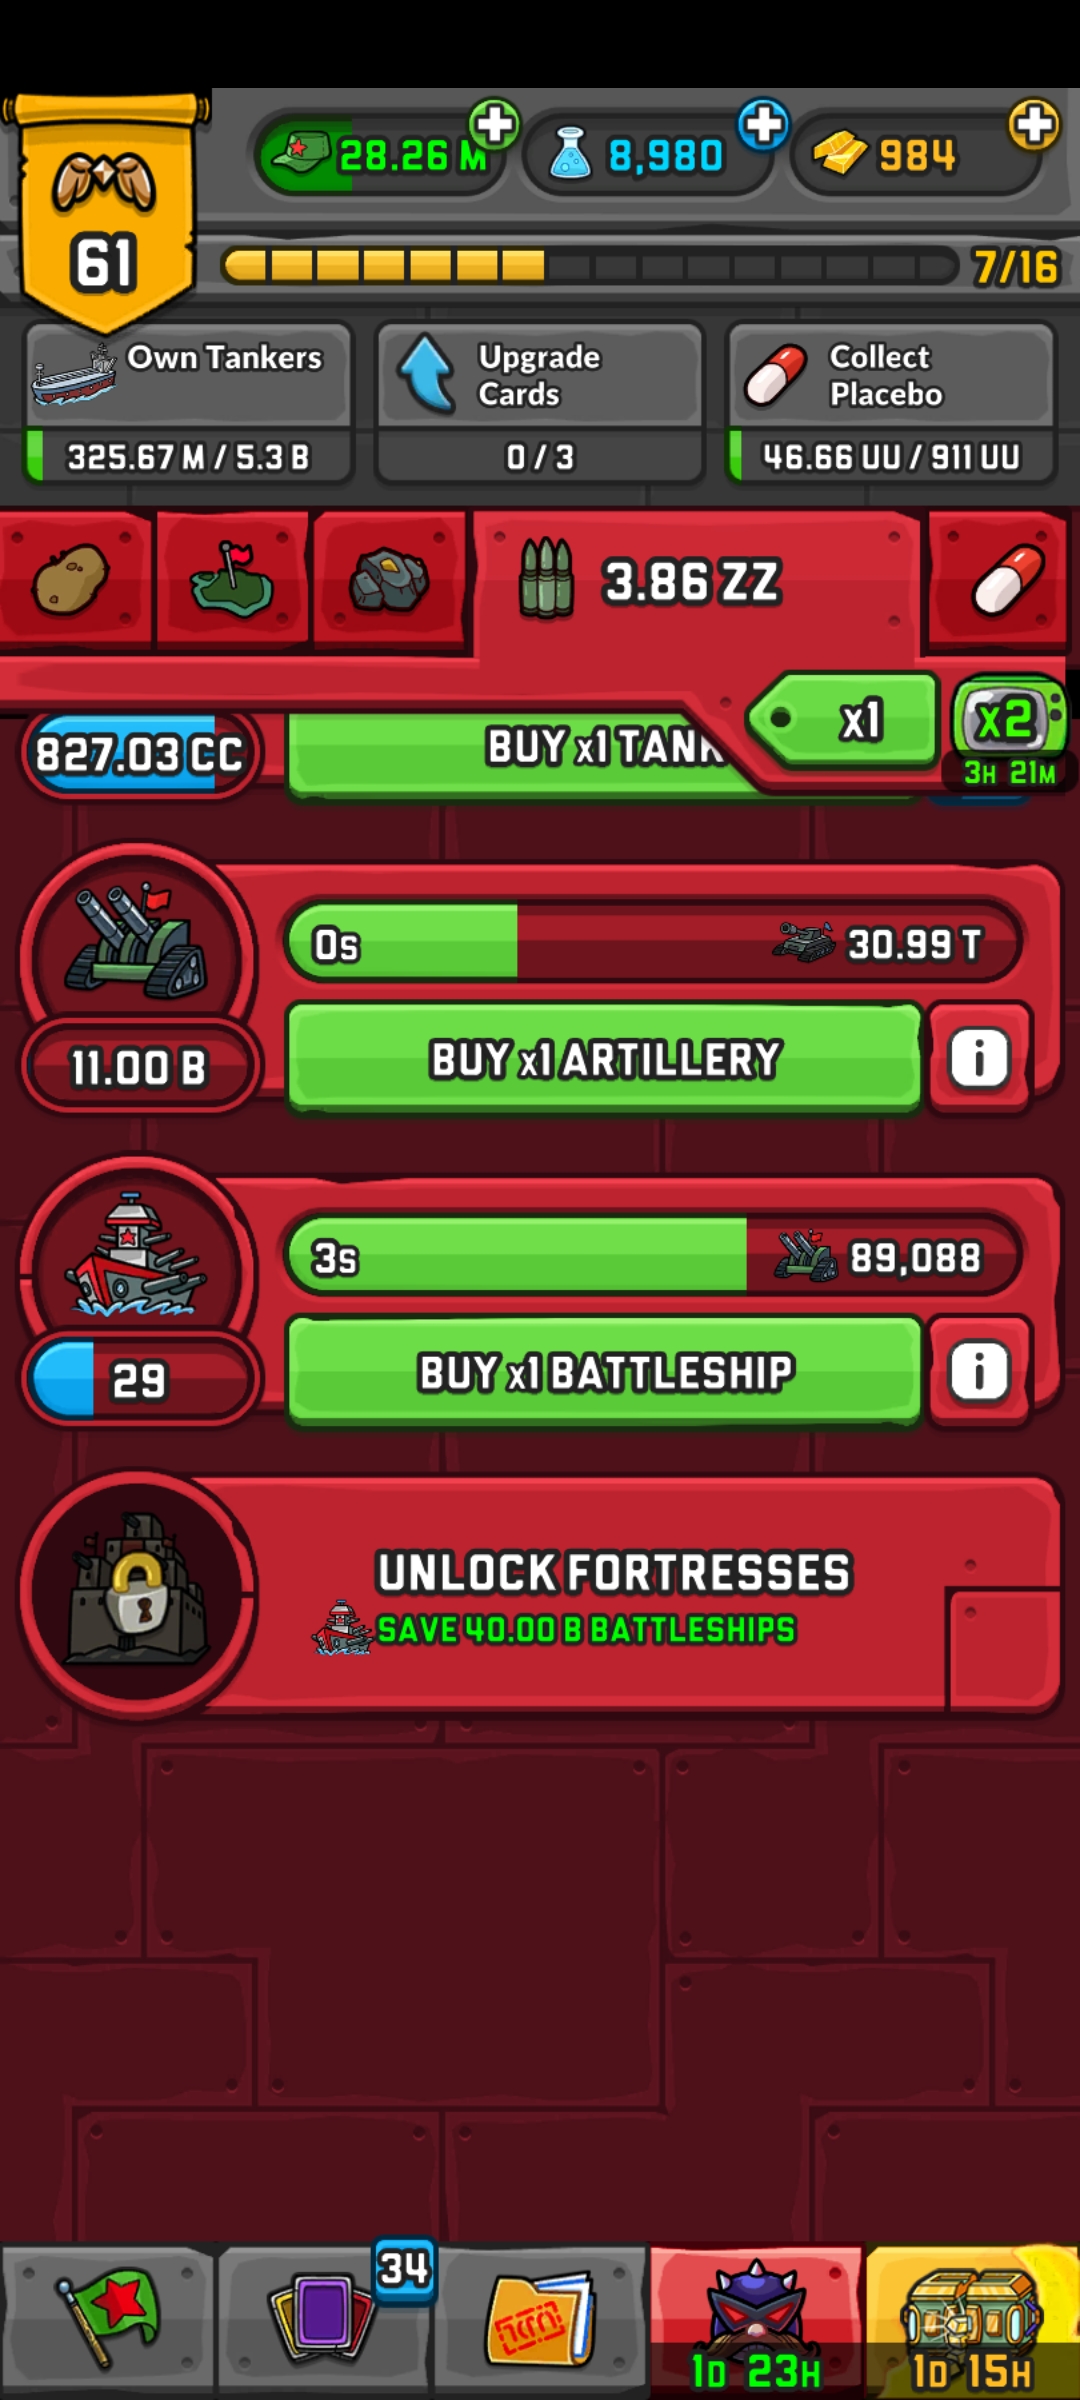 28.26 M
8,980
984
61
7/16
Own Tankers
325.67 M / 5.3 B
Upgrade
Cards
0 / 3
Collect
Placebo
46.66 UU / 911 UU
3.86 ZZ
x1
x2
3H 21M
827.03 CC
BUY x1 TANK
0s
30.99 T
11.00 B
BUY x1 ARTILLERY
i
3s
89,088
29
BUY x1 BATTLESHIP
i
UNLOCK FORTRESSES
SAVE 40.00 B BATTLESHIPS
34
1D 23H
1D 15H